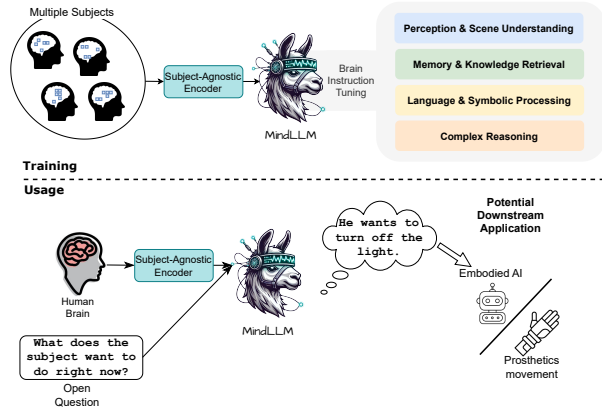 Multiple Subjects
Subject-Agnostic
Encoder
MindLLM
Brain
Instruction
Tuning
Perception & Scene Understanding
Memory & Knowledge Retrieval
Language & Symbolic Processing
Complex Reasoning
Training
Usage
Human
Brain
Subject-Agnostic
Encoder
MindLLM
What does the
subject want to
do right now?
Open
Question
He wants to
turn off the
light.
Potential
Downstream
Application
Embodied AI
Prosthetics
movement